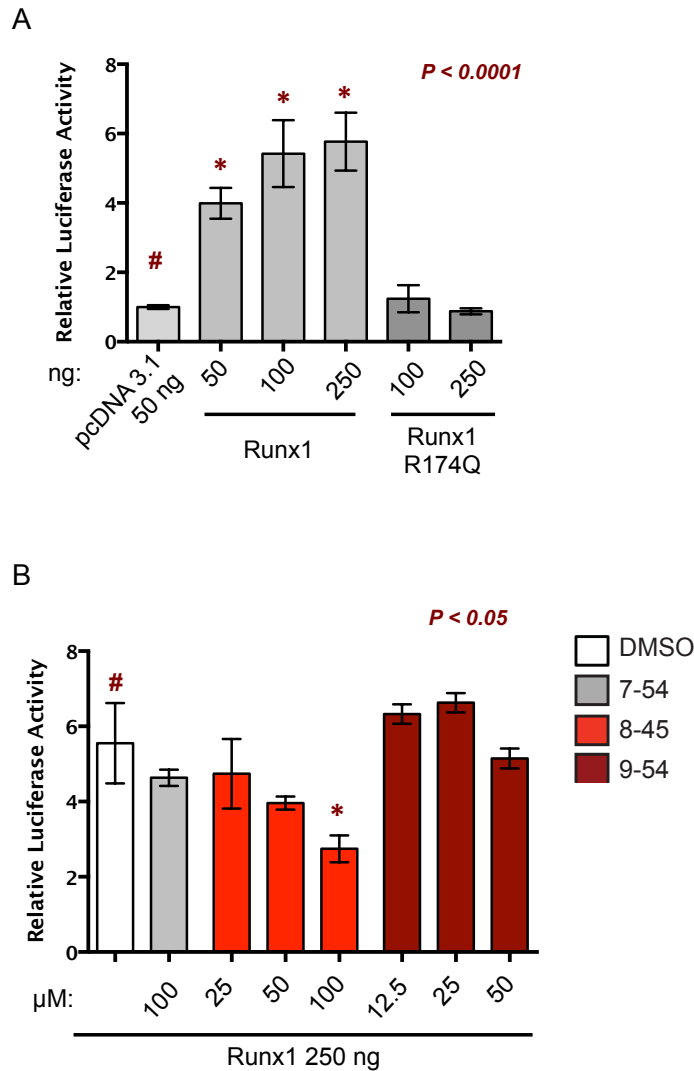 A
P < 0.0001
Relative Luciferase Activity
8
6
4
2
0
#
*
*
*
ng:
pcDNA 3.1
50 ng
50
100
250
100
250
Runx1
Runx1
R174Q
B
P < 0.05
Relative Luciferase Activity
8
6
4
2
0
#
*
DMSO
7-54
8-45
9-54
µM:
100
25
50
100
12.5
25
50
Runx1 250 ng